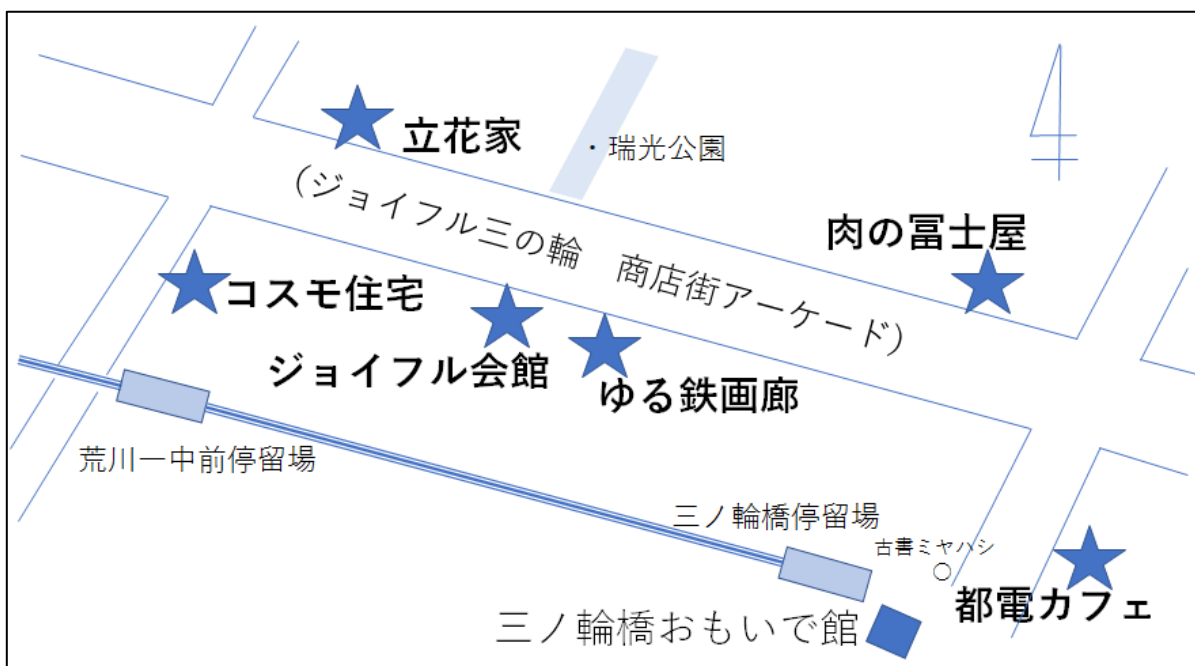 立花家
・瑞光公園
(ジョイフル三の輪　商店街アーケード)
肉の冨士屋
コスモ住宅
ジョイフル会館
ゆる鉄画廊
荒川一中前停留場
三ノ輪橋停留場
古書ミヤハシ
都電カフェ
三ノ輪橋おもいで館